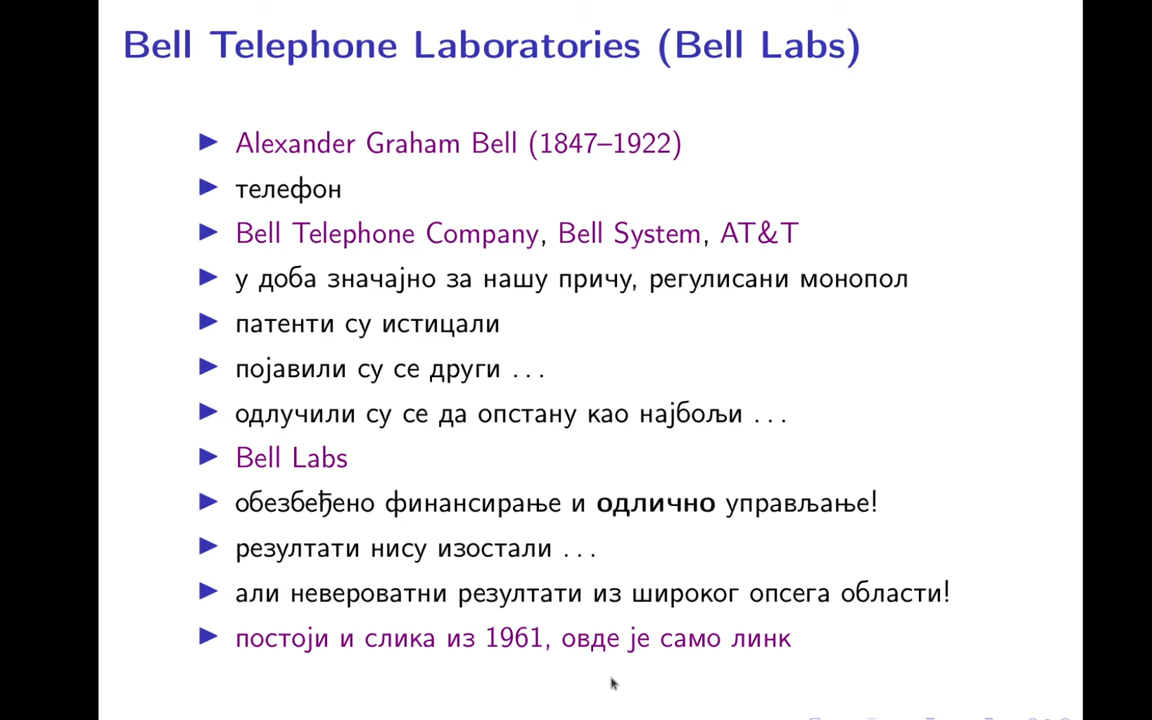 Bell Telephone Laboratories (Bell Labs)
Alexander Graham Bell (1847–1922)
телефон
Bell Telephone Company, Bell System, AT&T
у доба значајно за нашу причу, регулисани монопол
патенти су истицали
појавили су се други ...
одлучили су се да опстану као најбољи ...
Bell Labs
обезбеђено финансирање и одлично управљање!
резултати нису изостали ...
али невероватни резултати из широког опсега области!
постоји и слика из 1961, овде је само линк